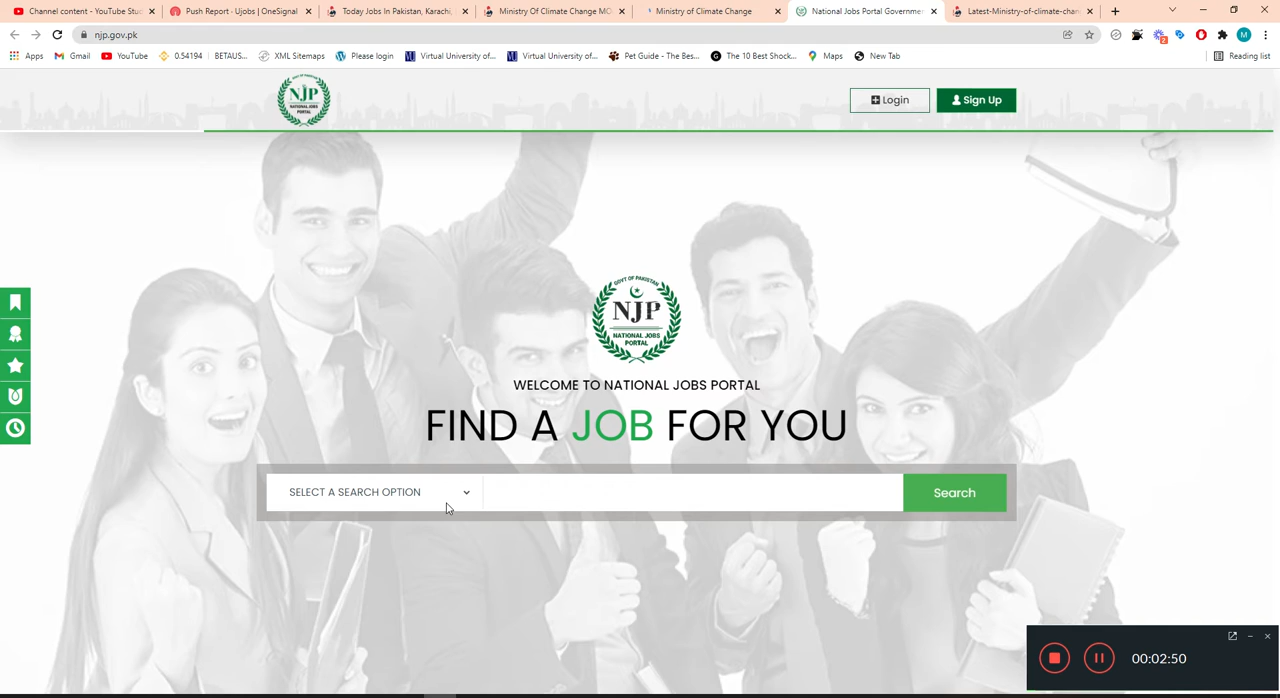 Channel content - YouTube Stu
Push Report - Ujobs | OneSignal
Today Jobs In Pakistan, Karachi,
Ministry Of Climate Change MO
Ministry of Climate Change
National Jobs Portal Governmen
Latest-Ministry-of-climate-chan
njp.gov.pk
M
Apps
Gmail
YouTube
0.54194 | BETAUS...
XML Sitemaps
Please login
Virtual University of...
Virtual University of...
Pet Guide - The Bes...
The 10 Best Shock...
Maps
New Tab
Reading list
NJP
NATIONAL JOBS
PORTAL
Login
Sign Up
GOVT OF PAKISTAN
NJP
NATIONAL JOBS
PORTAL
WELCOME TO NATIONAL JOBS PORTAL
FIND A JOB FOR YOU
SELECT A SEARCH OPTION
Search
00:02:50